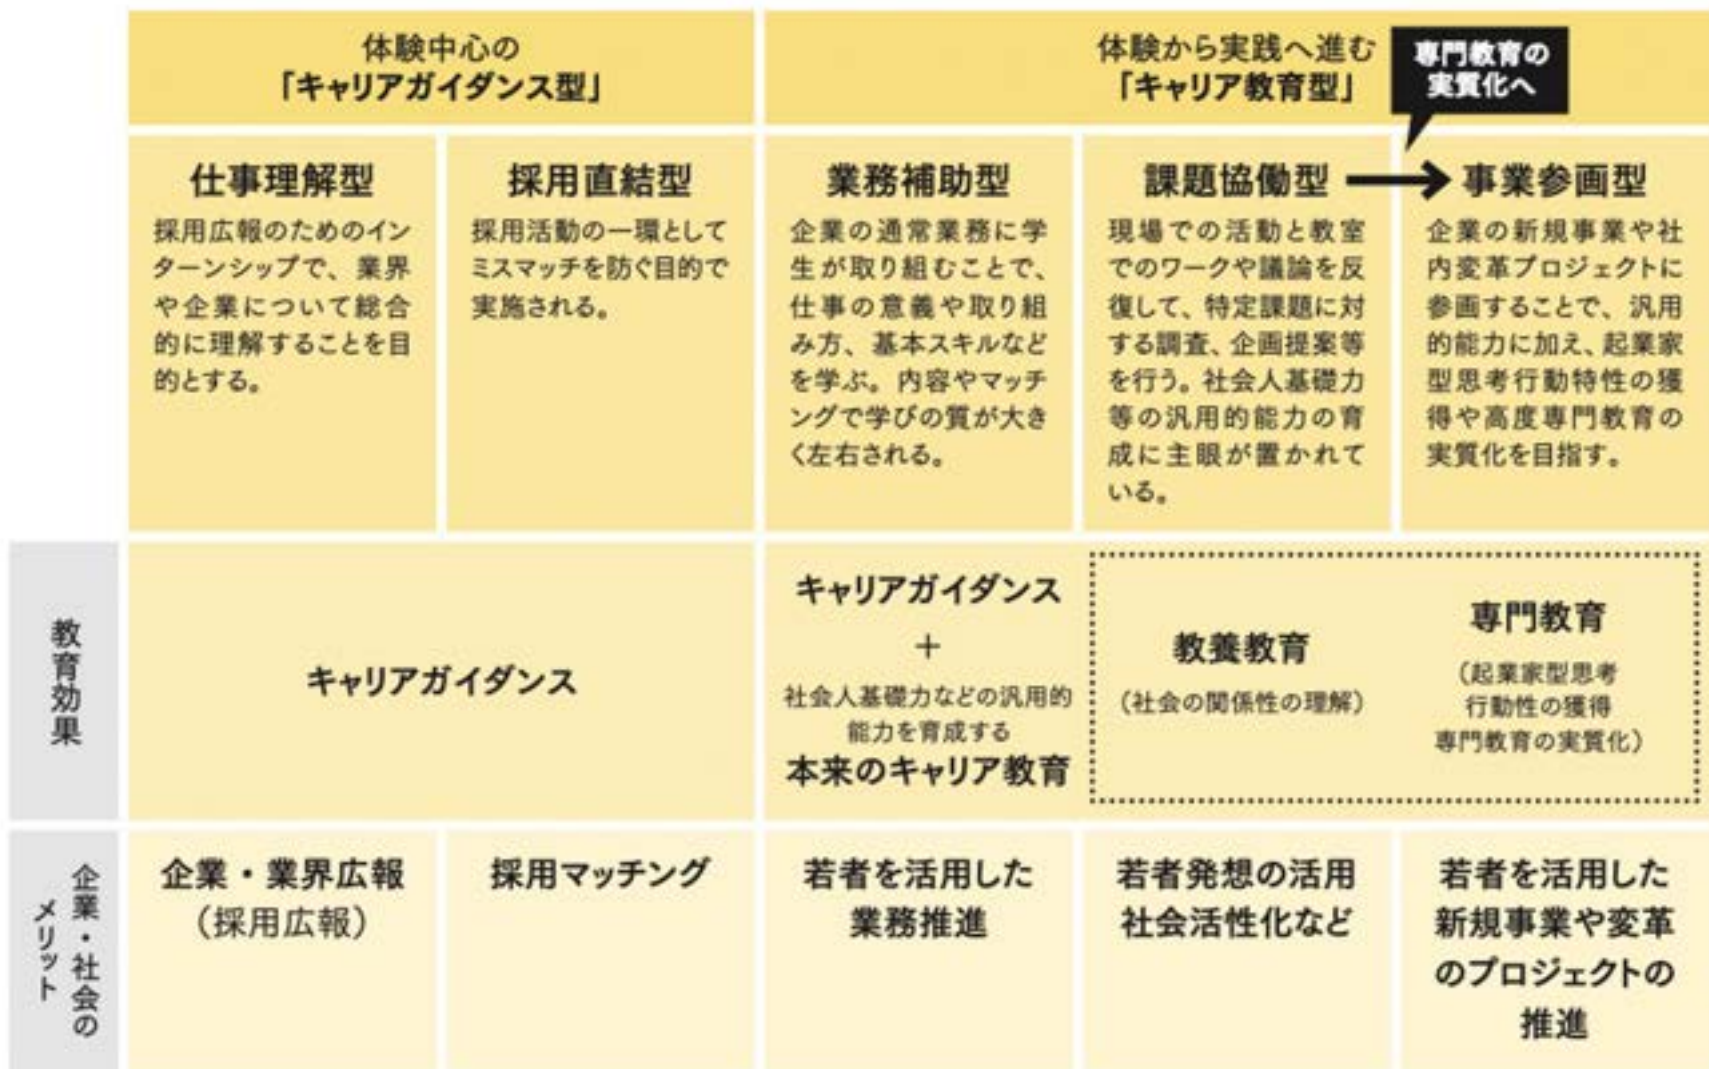 体験中心の
「キャリアガイダンス型」
体験から実践へ進む
「キャリア教育型」
専門教育の
実質化へ
仕事理解型
採用広報のためのイン
ターンシップで、業界
や企業について総合
的に理解することを目
的とする。
採用直結型
採用活動の一環として
ミスマッチを防ぐ目的で
実施される。
業務補助型
企業の通常業務に学
生が取り組むことで、
仕事の意義や取り組
み方、基本スキルなど
を学ぶ。内容やマッチ
ングで学びの質が大き
く左右される。
課題協働型
現場での活動と教室
でのワークや議論を反
復して、特定課題に対
する調査、企画提案等
を行う。社会人基礎力
等の汎用的能力の育
成に主眼が置かれて
いる。
事業参画型
企業の新規事業や社
内変革プロジェクトに
参画することで、汎用
的能力に加え、起業家
型思考行動特性の獲
得や高度専門教育の
実質化を目指す。
教育効果
キャリアガイダンス
キャリアガイダンス
＋
社会人基礎力などの汎用的
能力を育成する
本来のキャリア教育
教養教育
（社会の関係性の理解）
専門教育
（起業家型思考
行動性の獲得
専門教育の実質化）
企業・社会の
メリット
企業・業界広報
（採用広報）
採用マッチング
若者を活用した
業務推進
若者発想の活用
社会活性化など
若者を活用した
新規事業や変革
のプロジェクトの
推進